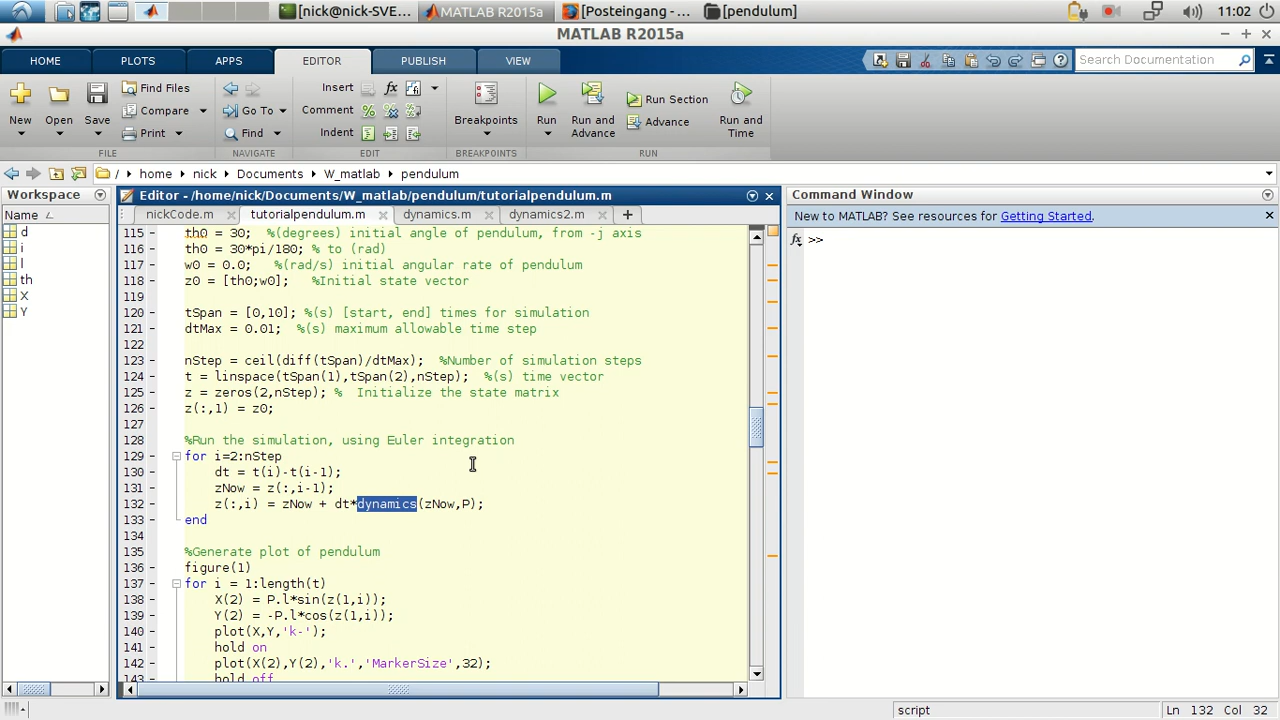 [nick@nick-SVE...
MATLAB R2015a
[Posteingang - ...
[pendulum]
11:02
MATLAB R2015a
HOME
PLOTS
APPS
EDITOR
PUBLISH
VIEW
Search Documentation
New
Open
Save
Find Files
Compare
Print
FILE
Go To
Find
NAVIGATE
Insert
fx
Comment
Indent
EDIT
Breakpoints
BREAKPOINTS
Run
Run and Advance
Run Section
Advance
Run and Time
RUN
/ home nick Documents W_matlab pendulum
Workspace
Name
d
i
l
th
X
Y
Editor - /home/nick/Documents/W_matlab/pendulum/tutorialpendulum.m
nickCode.m
tutorialpendulum.m
dynamics.m
dynamics2.m
115 - th0 = 30; %(degrees) initial angle of pendulum, from -j axis
116 - th0 = 30*pi/180; % to (rad)
117 - w0 = 0.0; %(rad/s) initial angular rate of pendulum
118 - z0 = [th0;w0]; %Initial state vector
119
120 - tSpan = [0,10]; %(s) [start, end] times for simulation
121 - dtMax = 0.01; %(s) maximum allowable time step
122
123 - nStep = ceil(diff(tSpan)/dtMax); %Number of simulation steps
124 - t = linspace(tSpan(1),tSpan(2),nStep); %(s) time vector
125 - z = zeros(2,nStep); % Initialize the state matrix
126 - z(:,1) = z0;
127
128 %Run the simulation, using Euler integration
129 - for i=2:nStep
130 - dt = t(i)-t(i-1);
131 - zNow = z(:,i-1);
132 - z(:,i) = zNow + dt*dynamics(zNow,P);
133 - end
134
135 %Generate plot of pendulum
136 - figure(1)
137 - for i = 1:length(t)
138 - X(2) = P.l*sin(z(1,i));
139 - Y(2) = -P.l*cos(z(1,i));
140 - plot(X,Y,'k-');
141 - hold on
142 - plot(X(2),Y(2),'k.','MarkerSize',32);
143 - hold off
Command Window
New to MATLAB? See resources for Getting Started.
fx >>
script
Ln 132 Col 32